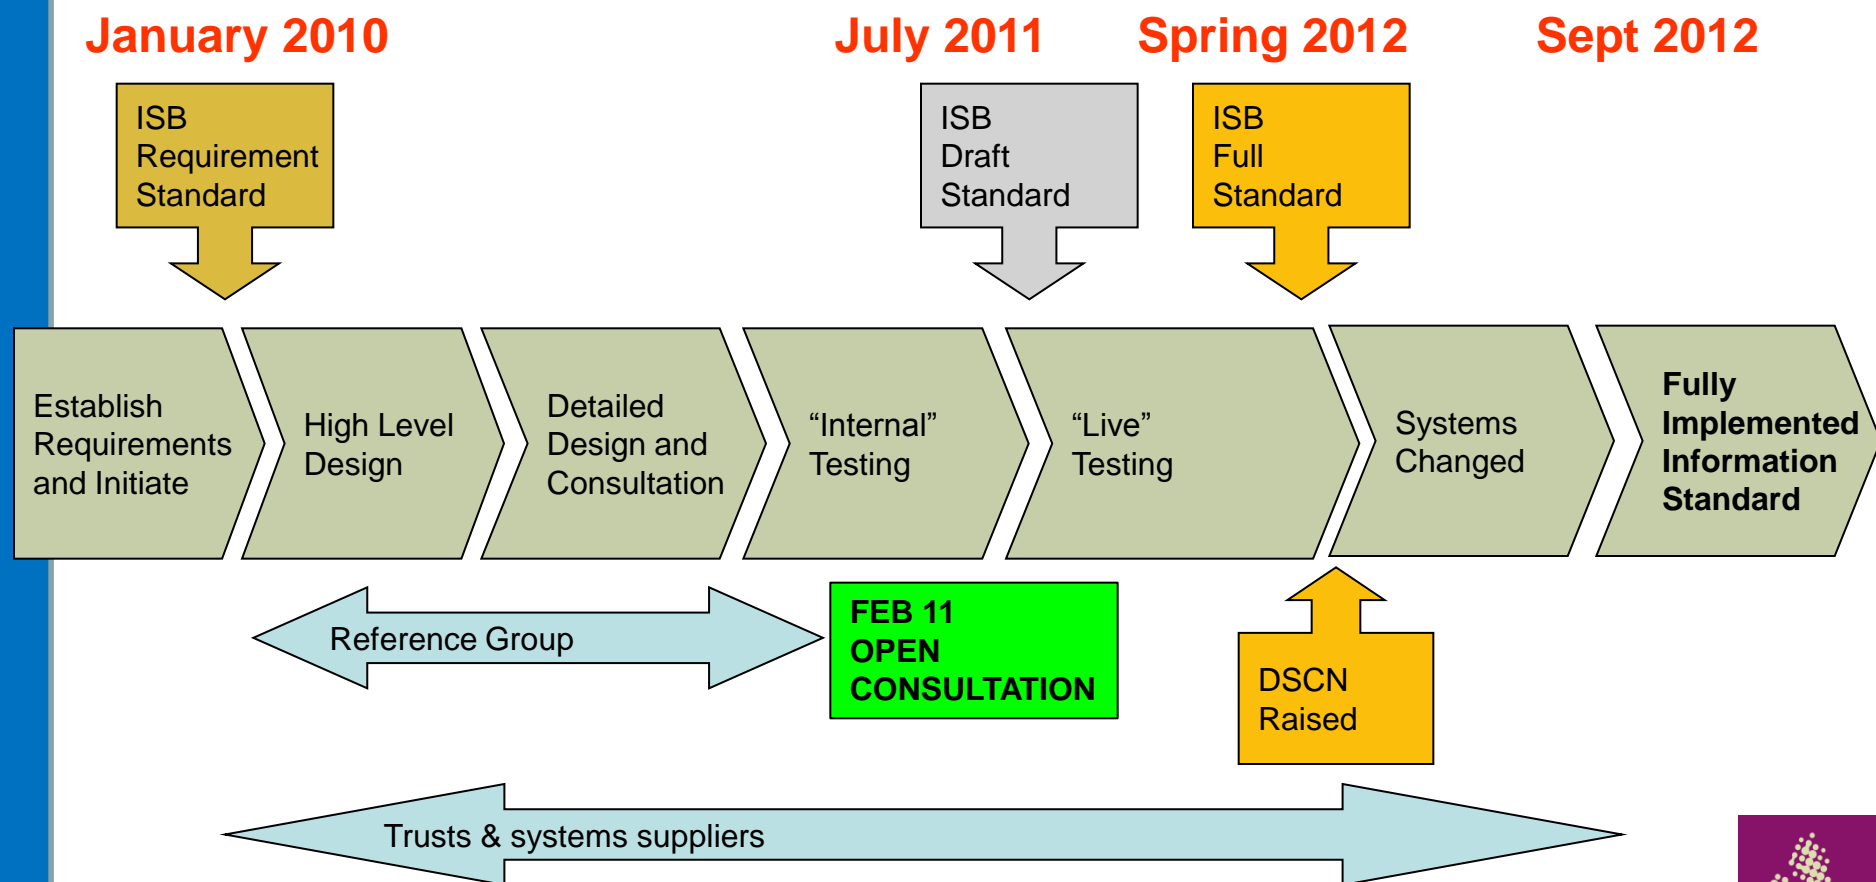 January 2010
July 2011
Spring 2012
Sept 2012
ISB
Requirement
Standard
ISB
Draft
Standard
ISB
Full
Standard
Establish
Requirements
and Initiate
High Level
Design
Detailed
Design and
Consultation
“Internal”
Testing
“Live”
Testing
Systems
Changed
Fully
Implemented
Information
Standard
Reference Group
FEB 11
OPEN
CONSULTATION
DSCN
Raised
Trusts & systems suppliers